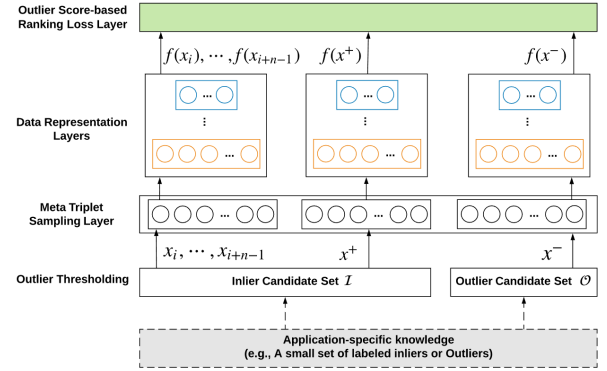 Outlier Score-based
Ranking Loss Layer
f(x_i), ⋯ , f(x_{i+n−1})
f(x⁺)
f(x⁻)
Data Representation
Layers
...
...
...
⋮
⋮
⋮
...
...
...
Meta Triplet
Sampling Layer
...
...
...
x_i, ⋯ , x_{i+n−1}
x⁺
x⁻
Outlier Thresholding
Inlier Candidate Set ℐ
Outlier Candidate Set 𝒪
Application-specific knowledge
(e.g., A small set of labeled inliers or Outliers)